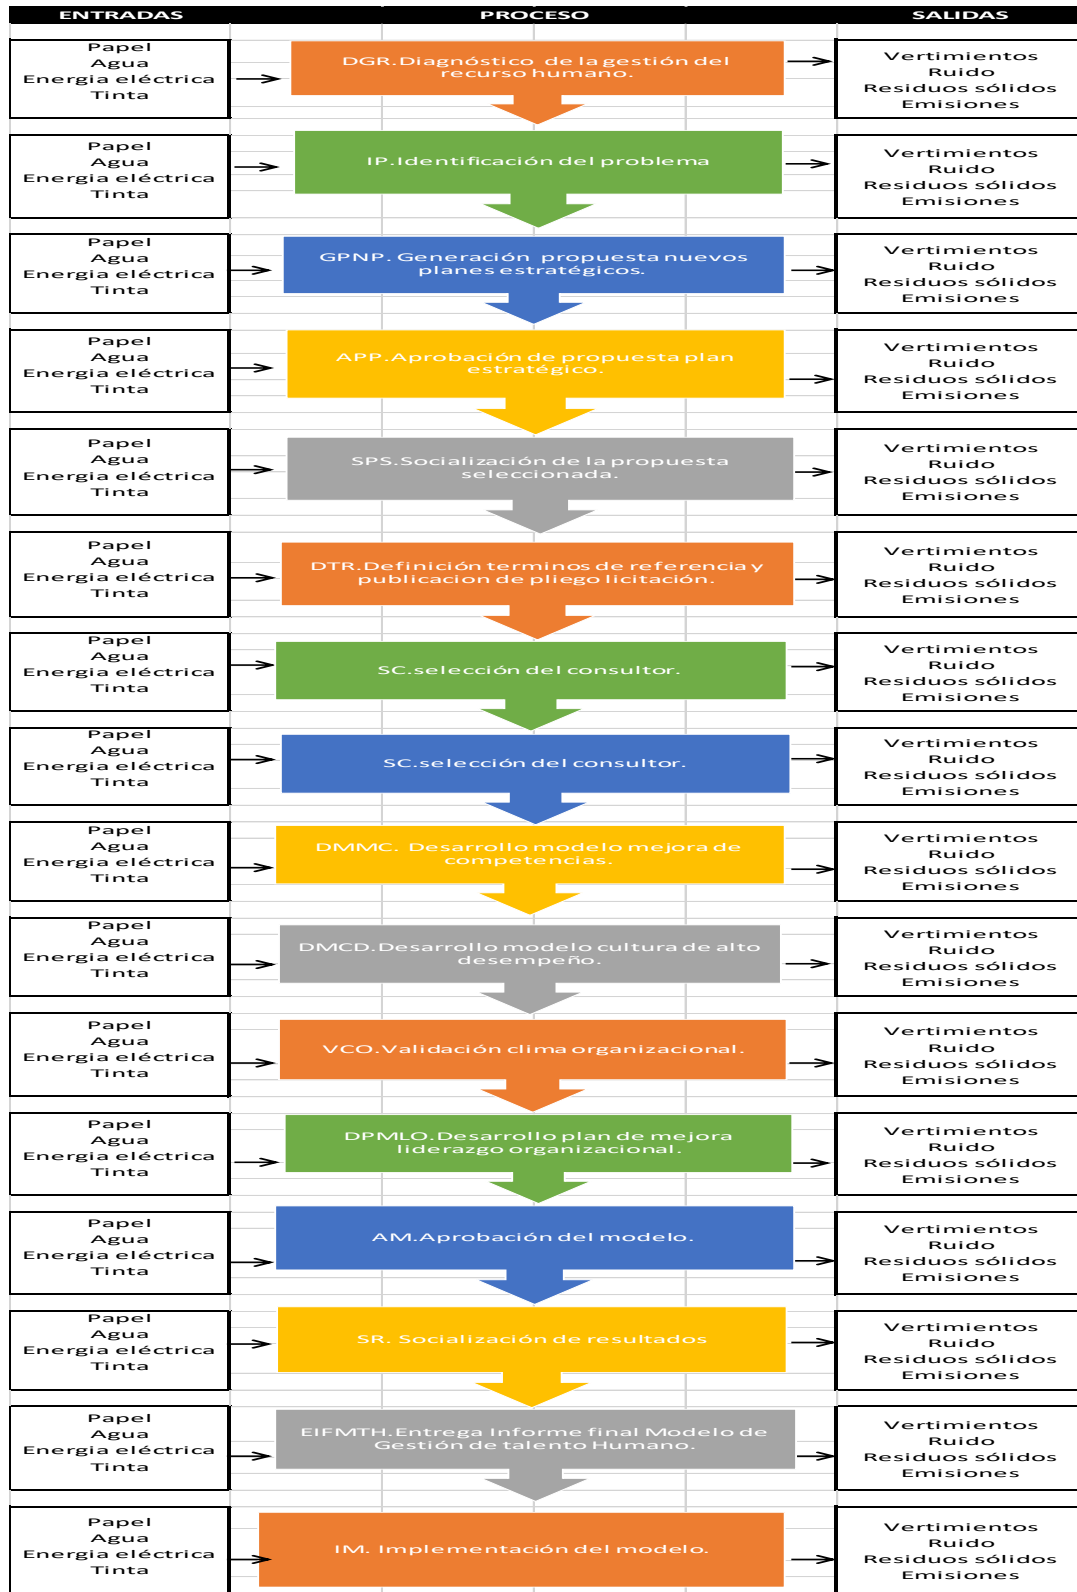 ENTRADAS PROCESO SALIDAS
Papel
Agua
Energia eléctrica
Tinta
DGR.Diagnóstico de la gestión del
recurso humano.
Vertimientos
Ruido
Residuos sólidos
Emisiones
Papel
Agua
Energia eléctrica
Tinta
IP.Identificación del problema
Vertimientos
Ruido
Residuos sólidos
Emisiones
Papel
Agua
Energia eléctrica
Tinta
GPNP. Generación propuesta nuevos
planes estratégicos.
Vertimientos
Ruido
Residuos sólidos
Emisiones
Papel
Agua
Energia eléctrica
Tinta
APP.Aprobación de propuesta plan
estratégico.
Vertimientos
Ruido
Residuos sólidos
Emisiones
Papel
Agua
Energia eléctrica
Tinta
SPS.Socialización de la propuesta
seleccionada.
Vertimientos
Ruido
Residuos sólidos
Emisiones
Papel
Agua
Energia eléctrica
Tinta
DTR.Definición terminos de referencia y
publicacion de pliego licitación.
Vertimientos
Ruido
Residuos sólidos
Emisiones
Papel
Agua
Energia eléctrica
Tinta
SC.selección del consultor.
Vertimientos
Ruido
Residuos sólidos
Emisiones
Papel
Agua
Energia eléctrica
Tinta
SC.selección del consultor.
Vertimientos
Ruido
Residuos sólidos
Emisiones
Papel
Agua
Energia eléctrica
Tinta
DMMC. Desarrollo modelo mejora de
competencias.
Vertimientos
Ruido
Residuos sólidos
Emisiones
Papel
Agua
Energia eléctrica
Tinta
DMCD.Desarrollo modelo cultura de alto
desempeño.
Vertimientos
Ruido
Residuos sólidos
Emisiones
Papel
Agua
Energia eléctrica
Tinta
VCO.Validación clima organizacional.
Vertimientos
Ruido
Residuos sólidos
Emisiones
Papel
Agua
Energia eléctrica
Tinta
DPMLO.Desarrollo plan de mejora
liderazgo organizacional.
Vertimientos
Ruido
Residuos sólidos
Emisiones
Papel
Agua
Energia eléctrica
Tinta
AM.Aprobación del modelo.
Vertimientos
Ruido
Residuos sólidos
Emisiones
Papel
Agua
Energia eléctrica
Tinta
SR. Socialización de resultados
Vertimientos
Ruido
Residuos sólidos
Emisiones
Papel
Agua
Energia eléctrica
Tinta
EIFMTH.Entrega Informe final Modelo de
Gestión de talento Humano.
Vertimientos
Ruido
Residuos sólidos
Emisiones
Papel
Agua
Energia eléctrica
Tinta
IM. Implementación del modelo.
Vertimientos
Ruido
Residuos sólidos
Emisiones